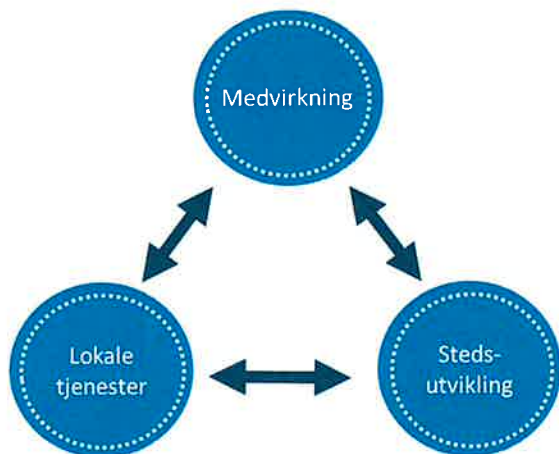 Medvirkning
Lokale
tjenester
Steds-
utvikling